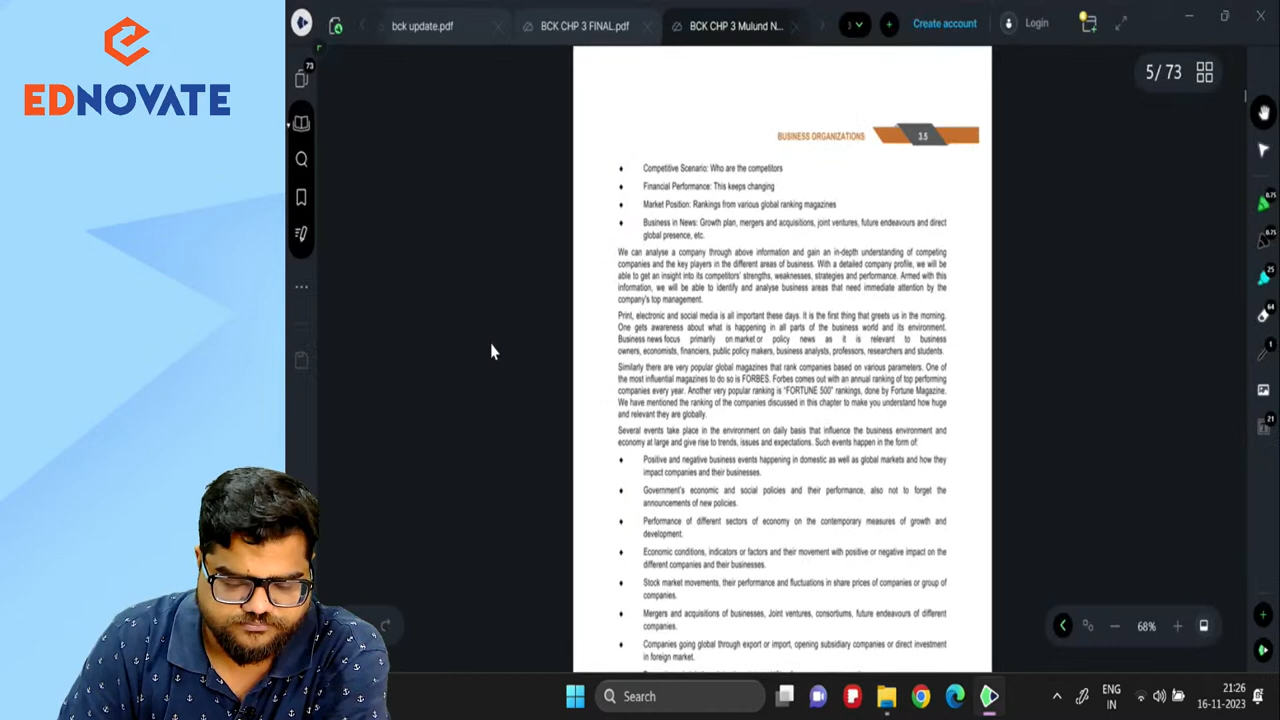 EDNOVATE
bck update.pdf
BCK CHP 3 FINAL.pdf
BCK CHP 3 Mulund N...
3
Create account
Login
73
5/73
BUSINESS ORGANIZATIONS
3.5
Competitive Scenario: Who are the competitors
Financial Performance: This keeps changing
Market Position: Rankings from various global ranking magazines
Business in News: Growth plan, mergers and acquisitions, joint ventures, future endeavours and direct
global presence, etc.
We can analyse a company through above information and gain an in-depth understanding of competing
companies and the key players in the different areas of business. With a detailed company profile, we will be
able to get an insight into its competitors' strengths, weaknesses, strategies and performance. Armed with this
information, we will be able to identify and analyse business areas that need immediate attention by the
company's top management.
Print, electronic and social media is all important these days. It is the first thing that greets us in the morning.
One gets awareness about what is happening in all parts of the business world and its environment.
Business news focus primarily on market or policy news as it is relevant to business
owners, economists, financiers, public policy makers, business analysts, professors, researchers and students.
Similarly there are very popular global magazines that rank companies based on various parameters. One of
the most influential magazines to do so is FORBES. Forbes comes out with an annual ranking of top performing
companies every year. Another very popular ranking is "FORTUNE 500" rankings, done by Fortune Magazine.
We have mentioned the ranking of the companies discussed in this chapter to make you understand how huge
and relevant they are globally.
Several events take place in the environment on daily basis that influence the business environment and
economy at large and give rise to trends, issues and expectations. Such events happen in the form of:
Positive and negative business events happening in domestic as well as global markets and how they
impact companies and their businesses.
Government's economic and social policies and their performance, also not to forget the
announcements of new policies.
Performance of different sectors of economy on the contemporary measures of growth and
development.
Economic conditions, indicators or factors and their movement with positive or negative impact on the
different companies and their businesses.
Stock market movements, their performance and fluctuations in share prices of companies or group of
companies.
Mergers and acquisitions of businesses, Joint ventures, consortiums, future endeavours of different
companies.
Companies going global through export or import, opening subsidiary companies or direct investment
in foreign market.
0.75
0.75
25
64
1
21
68%
Search
ENG
IN
21:26
16-11-2023